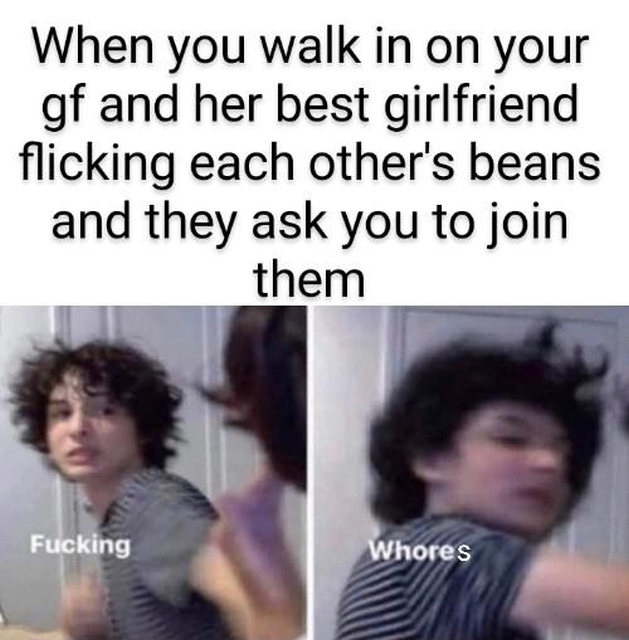 When you walk in on your
gf and her best girlfriend
flicking each other's beans
and they ask you to join
them
Fucking
Whores